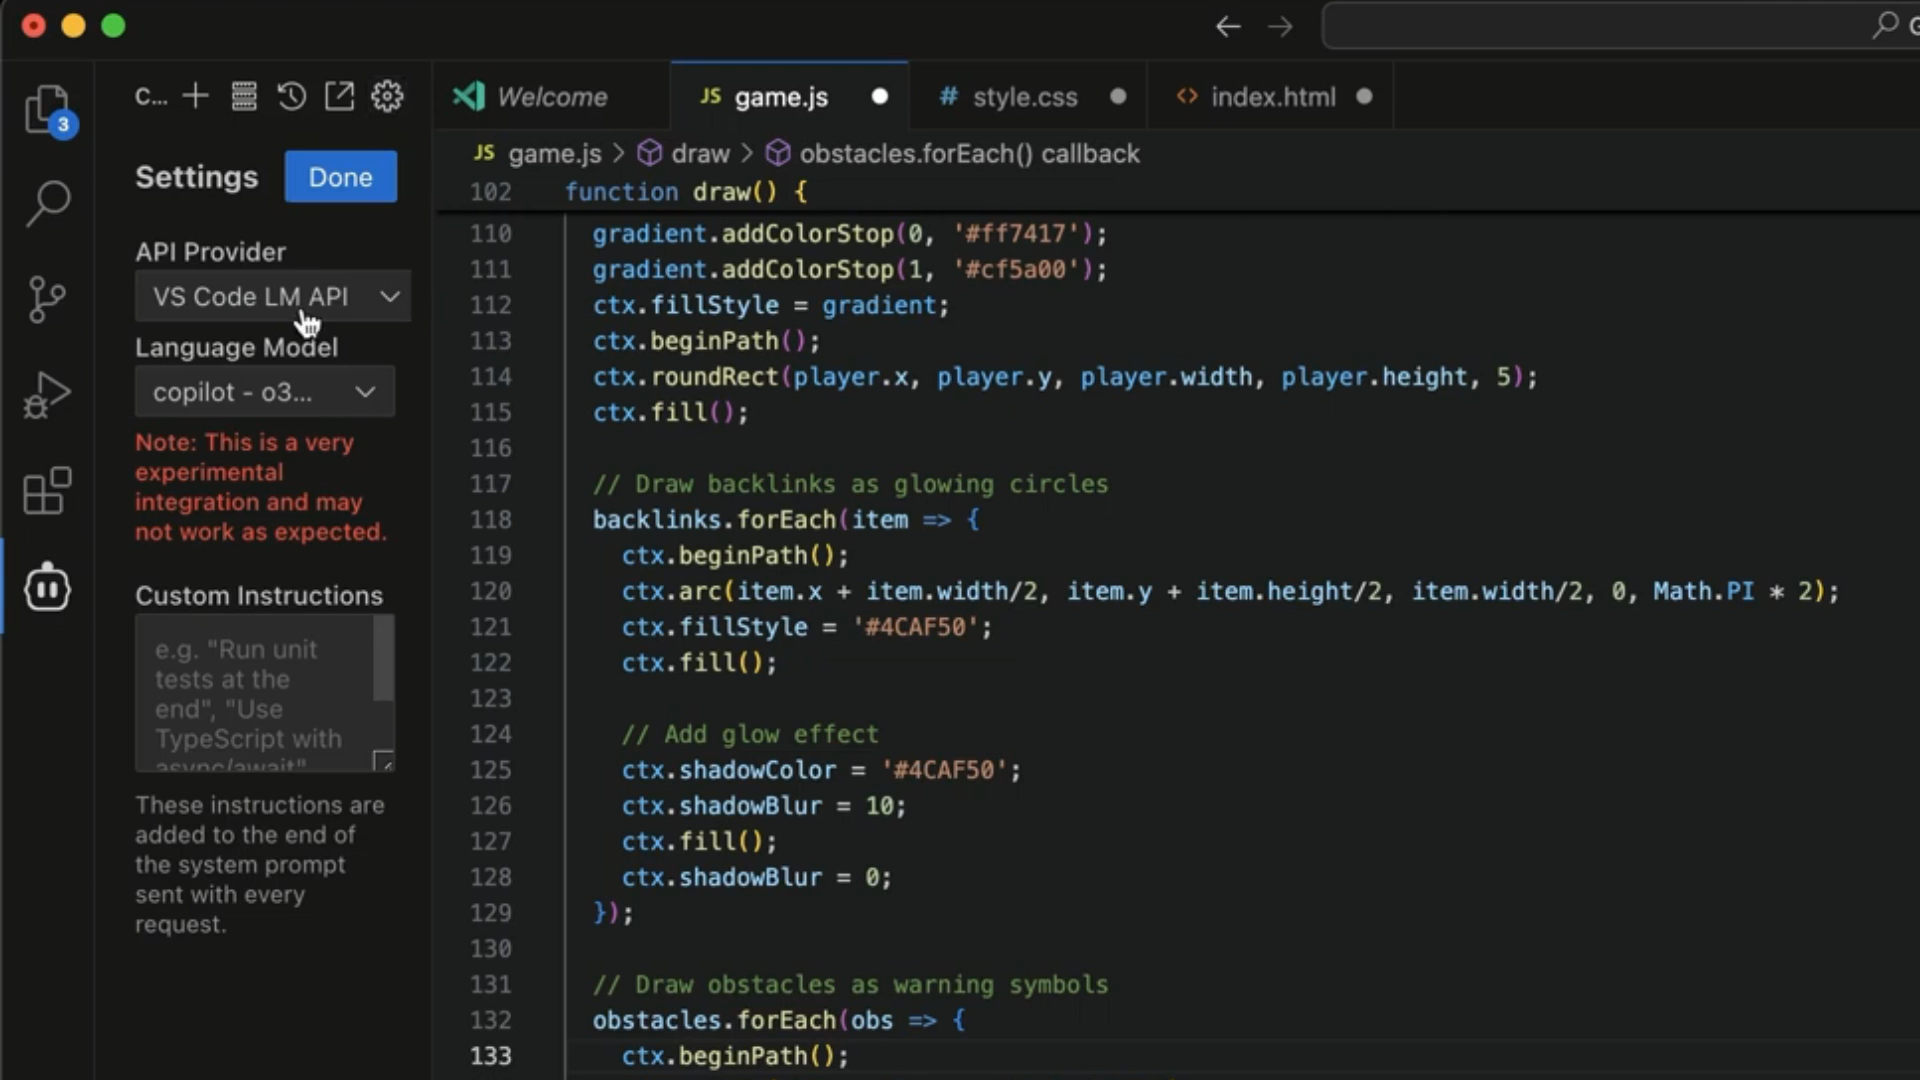 G
C...
Welcome
JS game.js
# style.css
<> index.html
3
JS game.js > draw > obstacles.forEach() callback
Settings
Done
API Provider
VS Code LM API
Language Model
copilot - o3...
Note: This is a very
experimental
integration and may
not work as expected.
Custom Instructions
e.g. "Run unit
tests at the
end", "Use
TypeScript with
async/await"
These instructions are
added to the end of
the system prompt
sent with every
request.
102 function draw() {
110 gradient.addColorStop(0, '#ff7417');
111 gradient.addColorStop(1, '#cf5a00');
112 ctx.fillStyle = gradient;
113 ctx.beginPath();
114 ctx.roundRect(player.x, player.y, player.width, player.height, 5);
115 ctx.fill();
116
117 // Draw backlinks as glowing circles
118 backlinks.forEach(item => {
119 ctx.beginPath();
120 ctx.arc(item.x + item.width/2, item.y + item.height/2, item.width/2, 0, Math.PI * 2);
121 ctx.fillStyle = '#4CAF50';
122 ctx.fill();
123
124 // Add glow effect
125 ctx.shadowColor = '#4CAF50';
126 ctx.shadowBlur = 10;
127 ctx.fill();
128 ctx.shadowBlur = 0;
129 });
130
131 // Draw obstacles as warning symbols
132 obstacles.forEach(obs => {
133 ctx.beginPath();